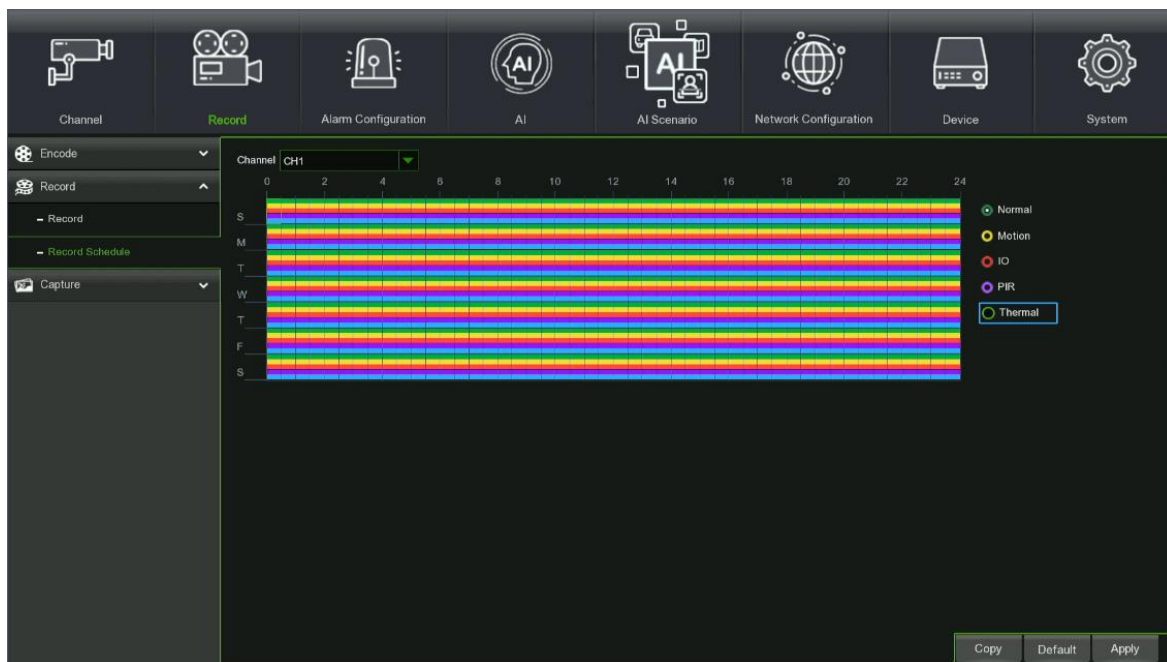 Channel Record Alarm Configuration AI AI Scenario Network Configuration Device System
AI
AI
Encode
Record
– Record
– Record Schedule
Capture
Channel CH1
0 2 4 6 8 10 12 14 16 18 20 22 24
S
M
T
W
T
F
S
Normal
Motion
IO
PIR
Thermal
Copy Default Apply